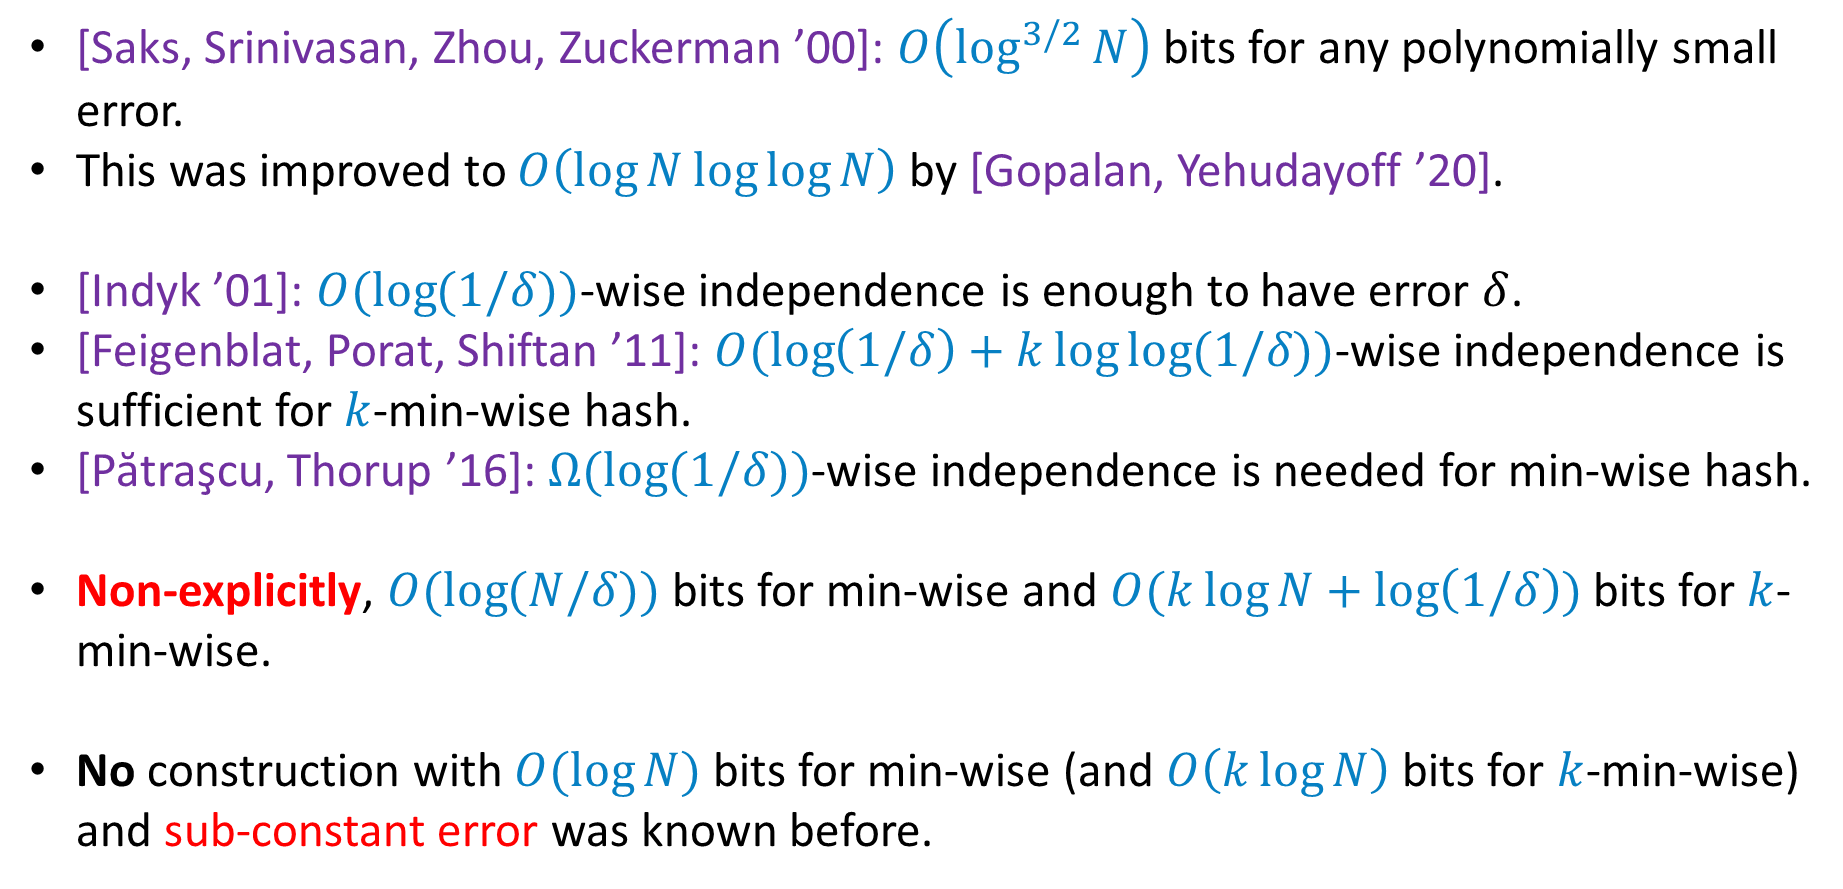 • [Saks, Srinivasan, Zhou, Zuckerman ’00]: 𝑂(log^{3/2} 𝑁) bits for any polynomially small
error.
• This was improved to 𝑂(log 𝑁 log log 𝑁) by [Gopalan, Yehudayoff ’20].
• [Indyk ’01]: 𝑂(log(1/𝛿))-wise independence is enough to have error 𝛿.
• [Feigenblat, Porat, Shiftan ’11]: 𝑂(log(1/𝛿) + 𝑘 log log(1/𝛿))-wise independence is
sufficient for 𝑘-min-wise hash.
• [Pătraşcu, Thorup ’16]: Ω(log(1/𝛿))-wise independence is needed for min-wise hash.
• Non-explicitly, 𝑂(log(𝑁/𝛿)) bits for min-wise and 𝑂(𝑘 log 𝑁 + log(1/𝛿)) bits for 𝑘-
min-wise.
• No construction with 𝑂(log 𝑁) bits for min-wise (and 𝑂(𝑘 log 𝑁) bits for 𝑘-min-wise)
and sub-constant error was known before.